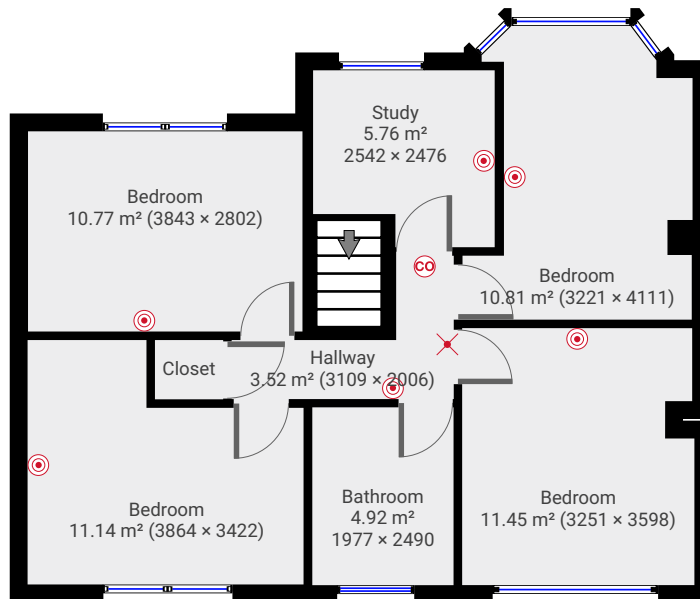 Study
5.76 m²
2542 × 2476
Bedroom
10.77 m² (3843 × 2802)
CO
Bedroom
10.81 m² (3221 × 4111)
Closet
Hallway
3.52 m² (3109 × 2006)
Bedroom
11.14 m² (3864 × 3422)
Bathroom
4.92 m²
1977 × 2490
Bedroom
11.45 m² (3251 × 3598)